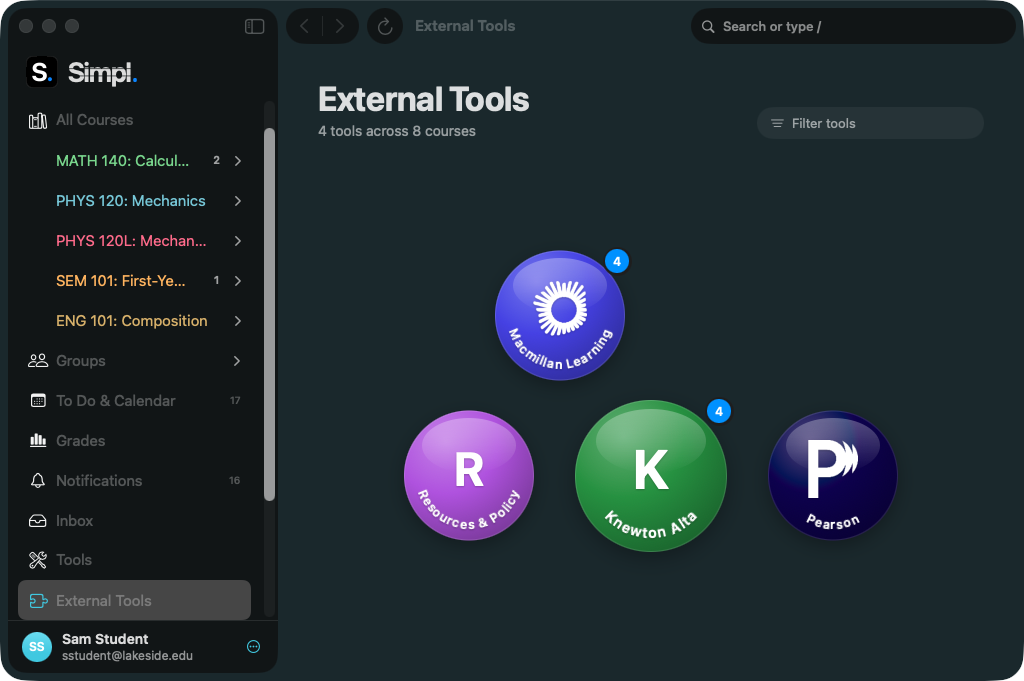 External Tools
Search or type /
S.
Simpl.
All Courses
MATH 140: Calcul... 2
PHYS 120: Mechanics
PHYS 120L: Mechan...
SEM 101: First-Ye... 1
ENG 101: Composition
Groups
To Do & Calendar 17
Grades
Notifications 16
Inbox
Tools
External Tools
SS
Sam Student
sstudent@lakeside.edu
External Tools
4 tools across 8 courses
Filter tools
4
Macmillan Learning
R
Resources & Policy
4
K
Knewton Alta
P
Pearson